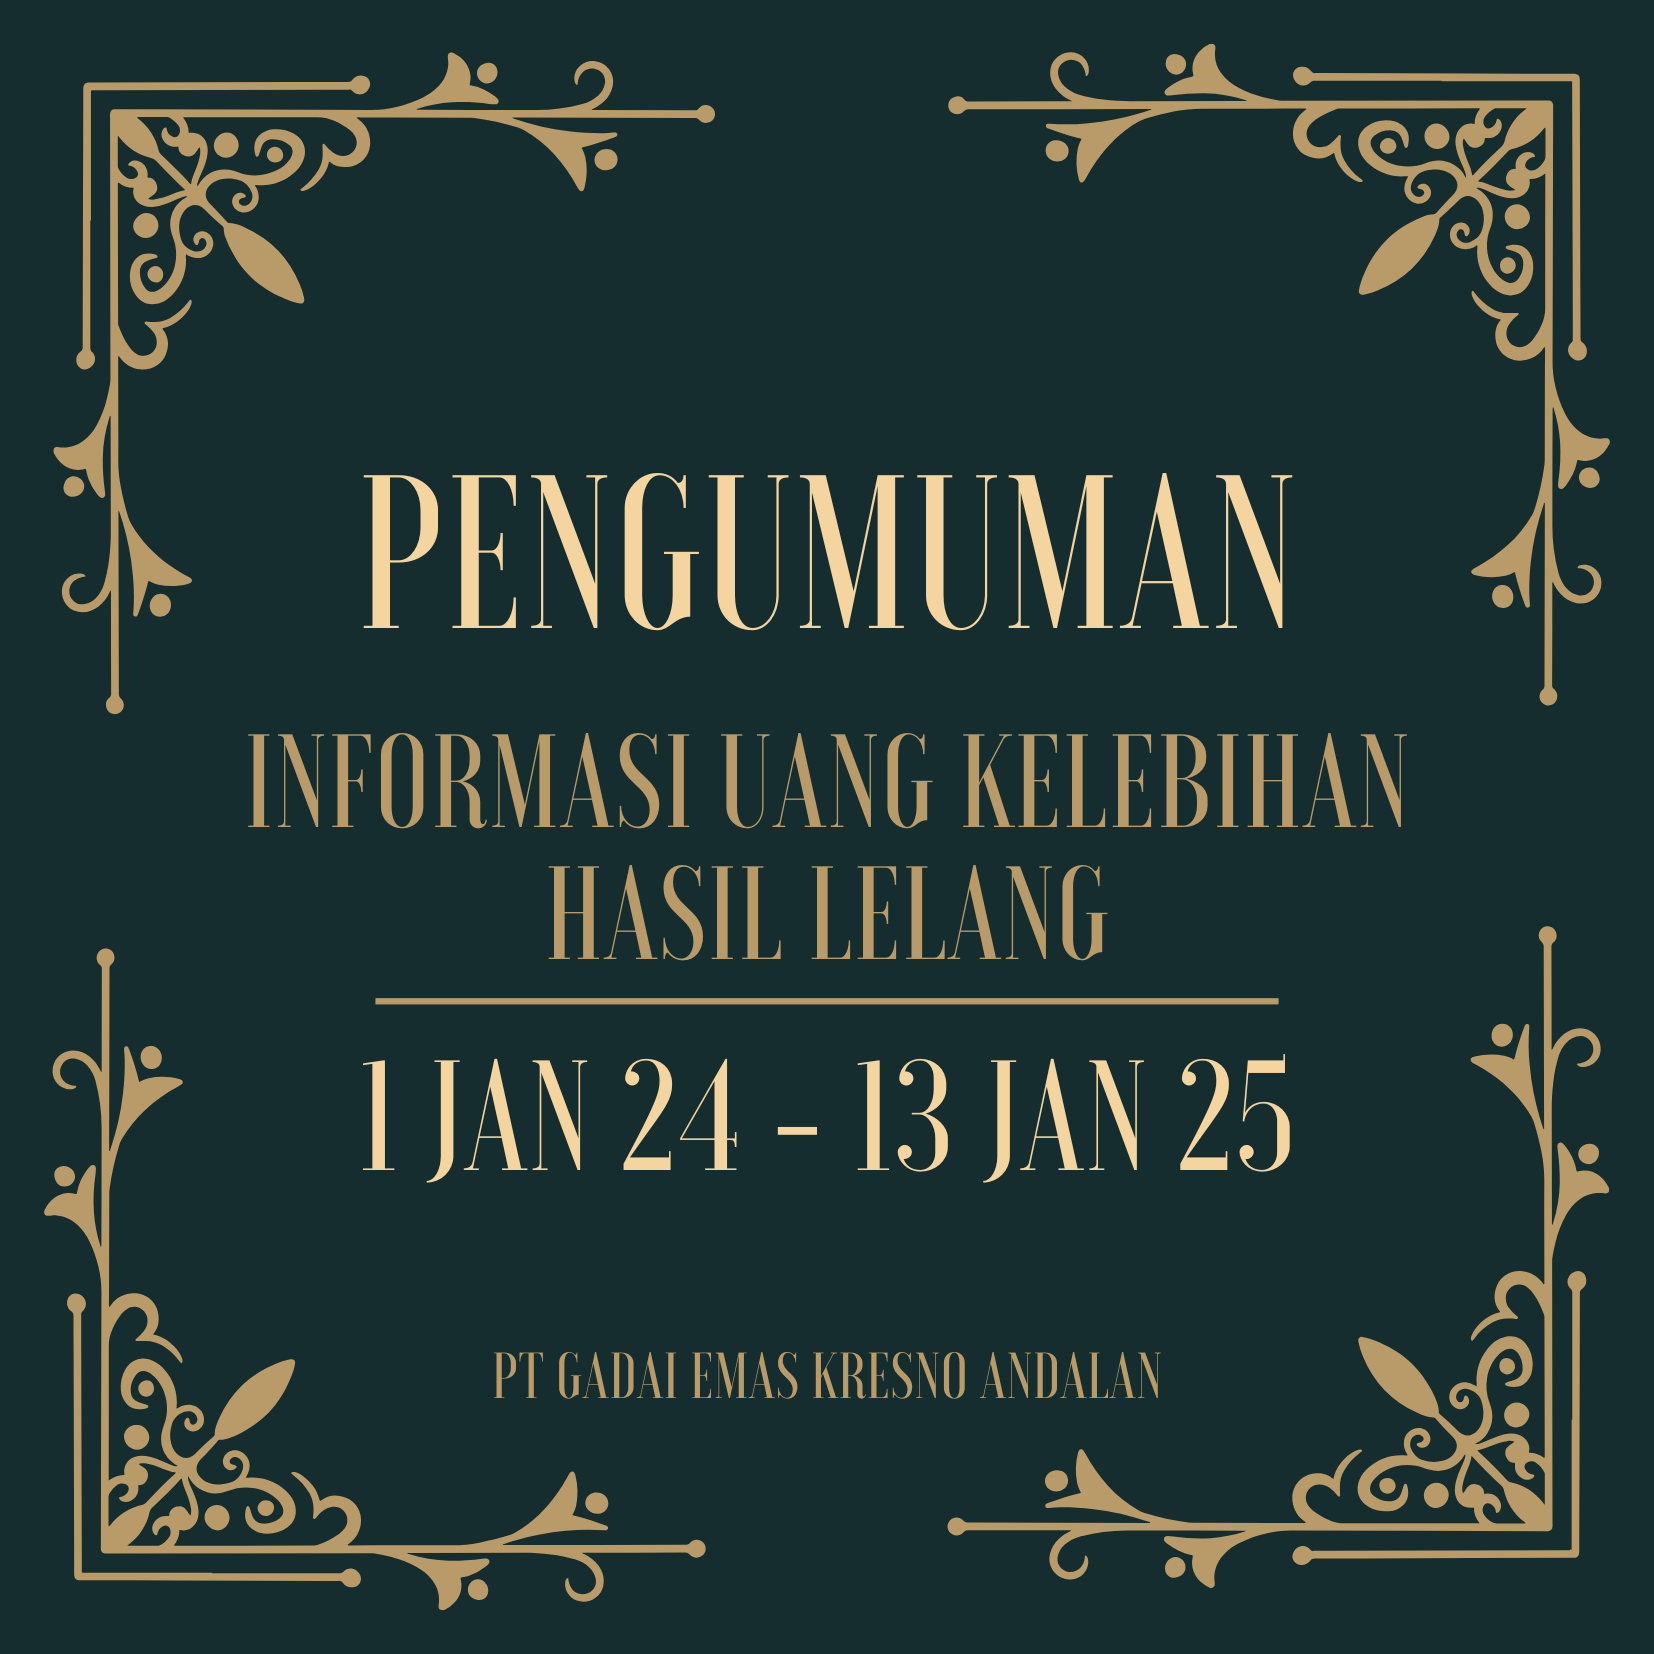 PENGUMUMAN
INFORMASI UANG KELEBIHAN
HASIL LELANG
1 JAN 24 - 13 JAN 25
PT GADAI EMAS KRESNO ANDALAN